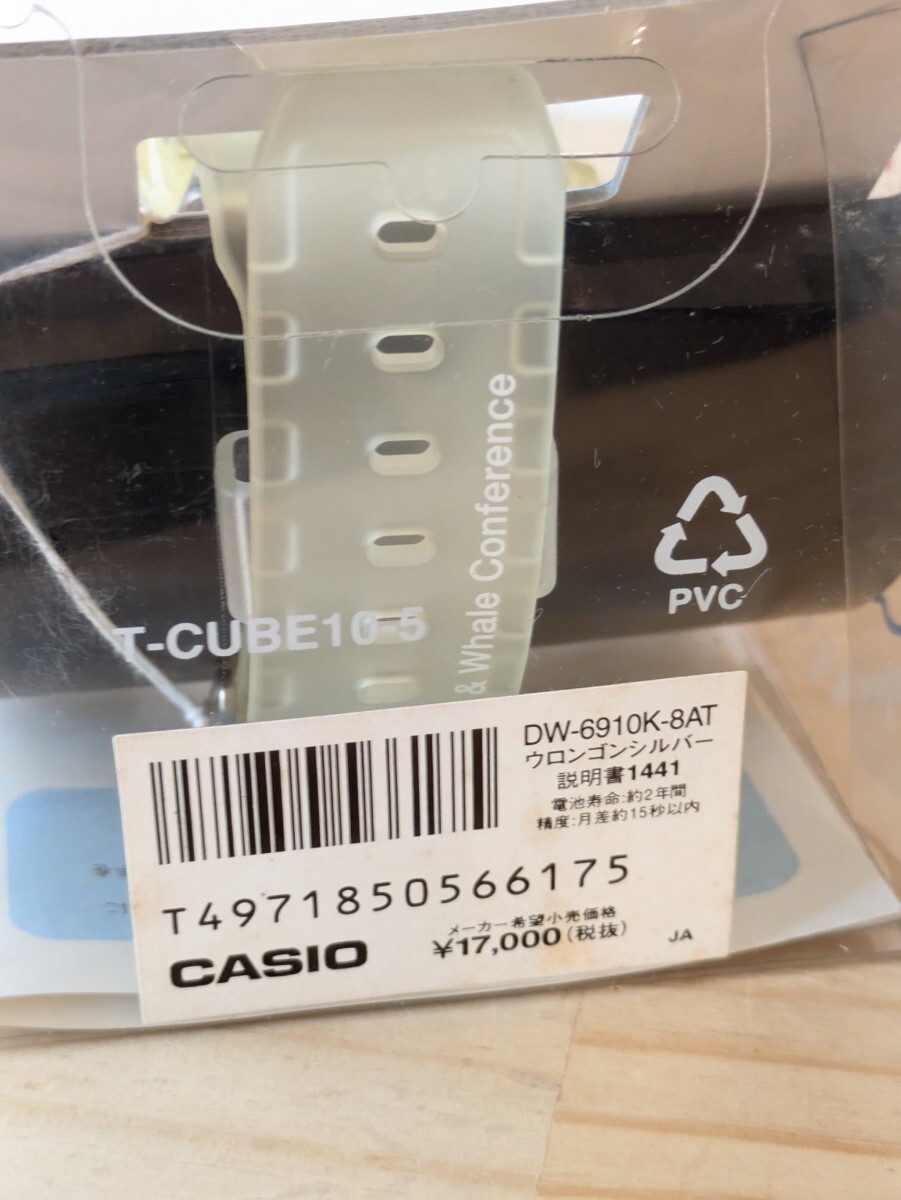 & Whale Conference
PVC
T-CUBE10-5
DW-6910K-8AT
ウロンゴンシルバー
説明書1441
電池寿命:約2年間
精度:月差約15秒以内
T4971850566175
メーカー希望小売価格
¥17,000(税抜)
CASIO
JA